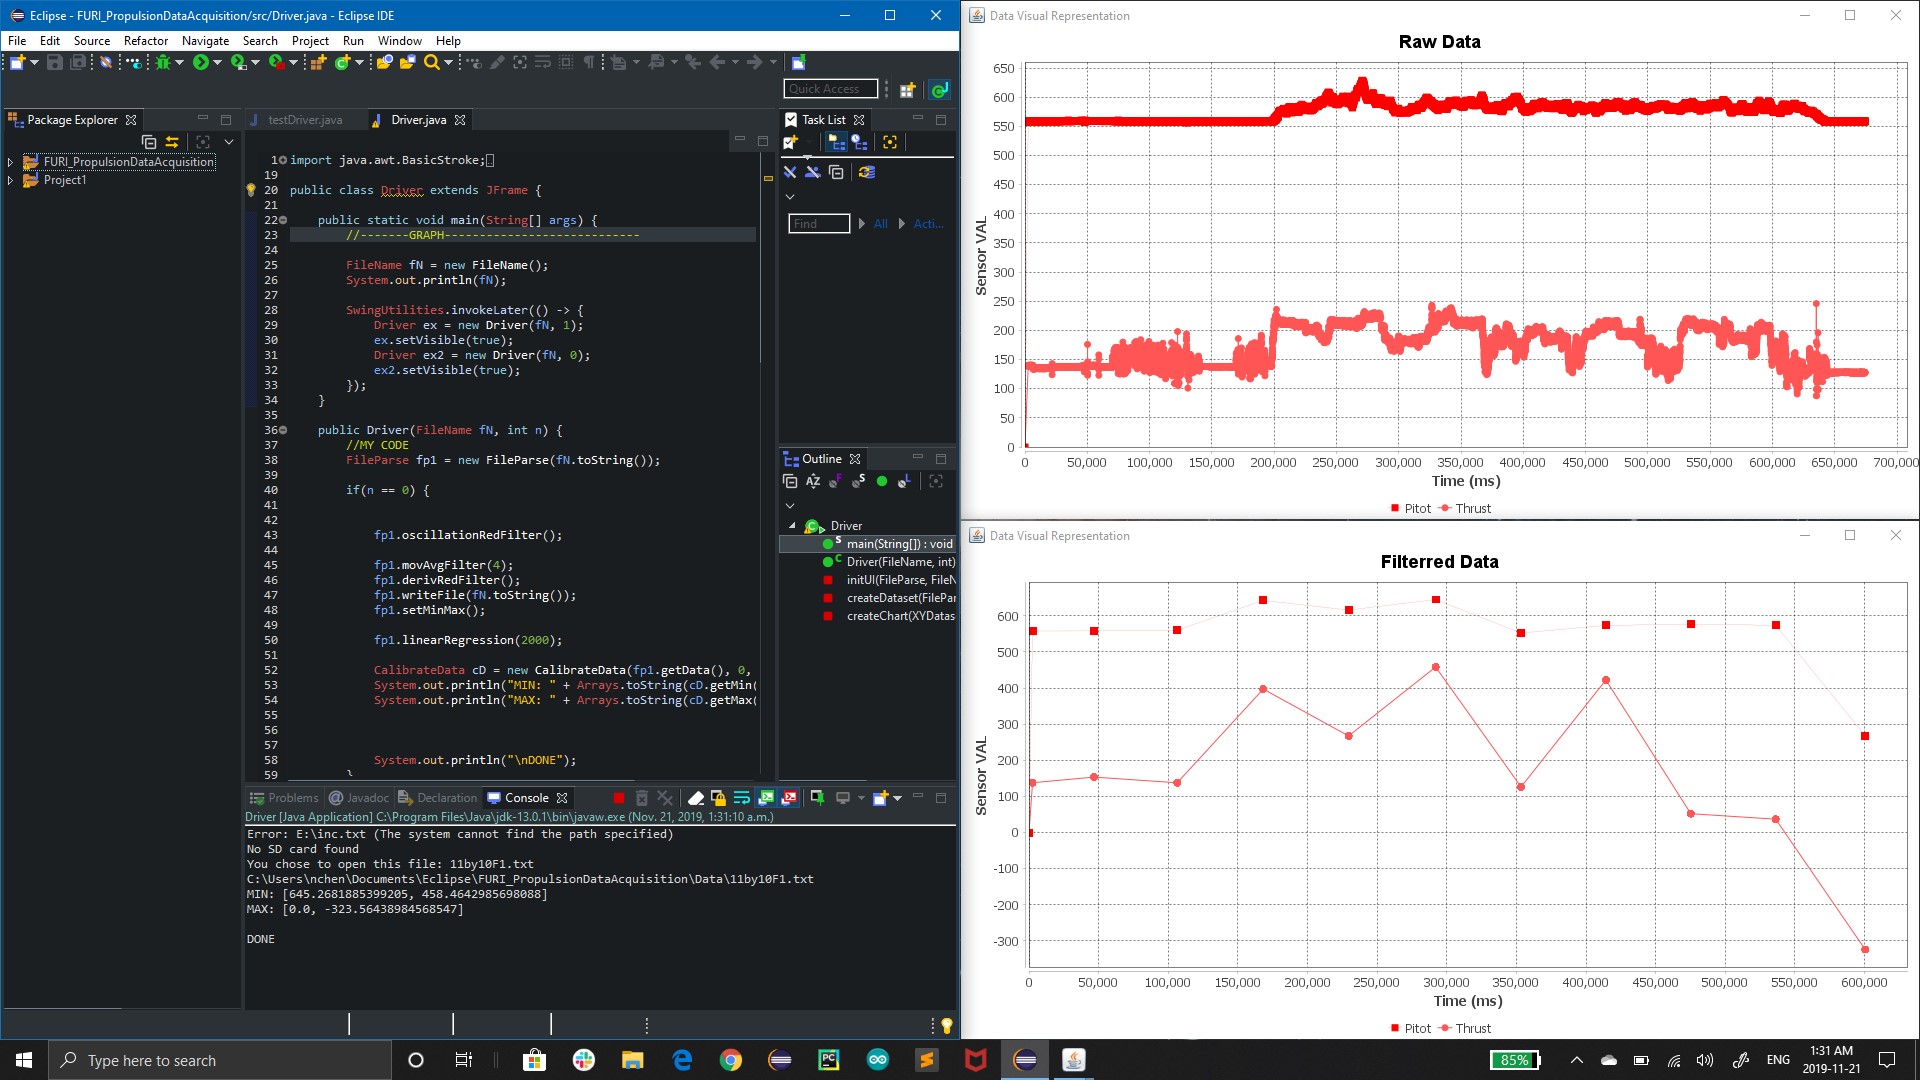 Eclipse - FURI_PropulsionDataAcquisition/src/Driver.java - Eclipse IDE
File Edit Source Refactor Navigate Search Project Run Window Help
Quick Access
Package Explorer
FURI_PropulsionDataAcquisition
Project1
testDriver.java
Driver.java
1 import java.awt.BasicStroke;
19
20 public class Driver extends JFrame {
21
22 public static void main(String[] args) {
23 //-------GRAPH----------------------------
24
25 FileName fN = new FileName();
26 System.out.println(fN);
27
28 SwingUtilities.invokeLater(() -> {
29 Driver ex = new Driver(fN, 1);
30 ex.setVisible(true);
31 Driver ex2 = new Driver(fN, 0);
32 ex2.setVisible(true);
33 });
34 }
35
36 public Driver(FileName fN, int n) {
37 //MY CODE
38 FileParse fp1 = new FileParse(fN.toString());
39
40 if(n == 0) {
41
42
43 fp1.oscillationRedFilter();
44
45 fp1.movAvgFilter(4);
46 fp1.derivRedFilter();
47 fp1.writeFile(fN.toString());
48 fp1.setMinMax();
49
50 fp1.linearRegression(2000);
51
52 CalibrateData cD = new CalibrateData(fp1.getData(), 0,
53 System.out.println("MIN: " + Arrays.toString(cD.getMin(
54 System.out.println("MAX: " + Arrays.toString(cD.getMax(
55
56
57
58 System.out.println("\nDONE");
59 }
Task List
Find
All
Acti...
Outline
Driver
main(String[]) : void
Driver(FileName, int)
initUI(FileParse, FileN
createDataset(FilePar
createChart(XYDatas
Problems Javadoc Declaration Console
Driver [Java Application] C:\Program Files\Java\jdk-13.0.1\bin\javaw.exe (Nov. 21, 2019, 1:31:10 a.m.)
Error: E:\inc.txt (The system cannot find the path specified)
No SD card found
You chose to open this file: 11by10F1.txt
C:\Users\nchen\Documents\Eclipse\FURI_PropulsionDataAcquisition\Data\11by10F1.txt
MIN: [645.2681885399205, 458.4642985698088]
MAX: [0.0, -323.56438984568547]
DONE
Data Visual Representation
Raw Data
650
600
550
500
450
400
350
300
250
200
150
100
50
0
Sensor VAL
0 50,000 100,000 150,000 200,000 250,000 300,000 350,000 400,000 450,000 500,000 550,000 600,000 650,000 700,000
Time (ms)
Pitot Thrust
Data Visual Representation
Filterred Data
600
500
400
300
200
100
0
-100
-200
-300
Sensor VAL
0 50,000 100,000 150,000 200,000 250,000 300,000 350,000 400,000 450,000 500,000 550,000 600,000
Time (ms)
Pitot Thrust
Type here to search
85%
ENG
1:31 AM
2019-11-21